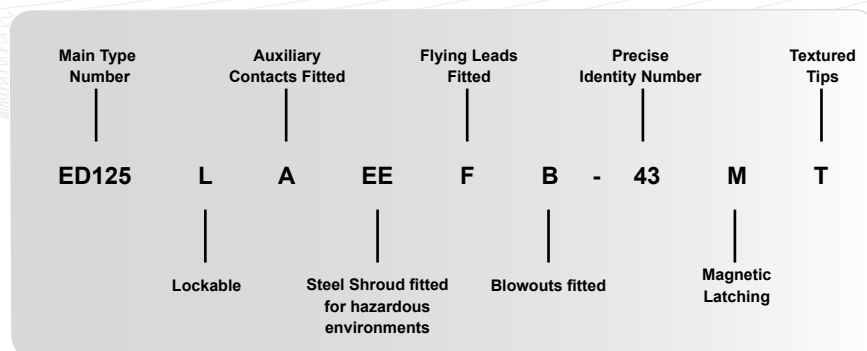 Main Type
Number
Auxiliary
Contacts Fitted
Flying Leads
Fitted
Precise
Identity Number
Textured
Tips
ED125 L A EE F B - 43 M T
Lockable
Steel Shroud fitted
for hazardous
environments
Blowouts fitted
Magnetic
Latching